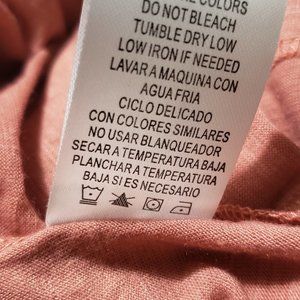 COLORS
DO NOT BLEACH
TUMBLE DRY LOW
LOW IRON IF NEEDED
LAVAR A MAQUINA CON
AGUA FRIA
CICLO DELICADO
CON COLORES SIMILARES
NO USAR BLANQUEADOR
SECAR A TEMPERATURA BAJA
PLANCHAR A TEMPERATURA
BAJA SI ES NECESARIO